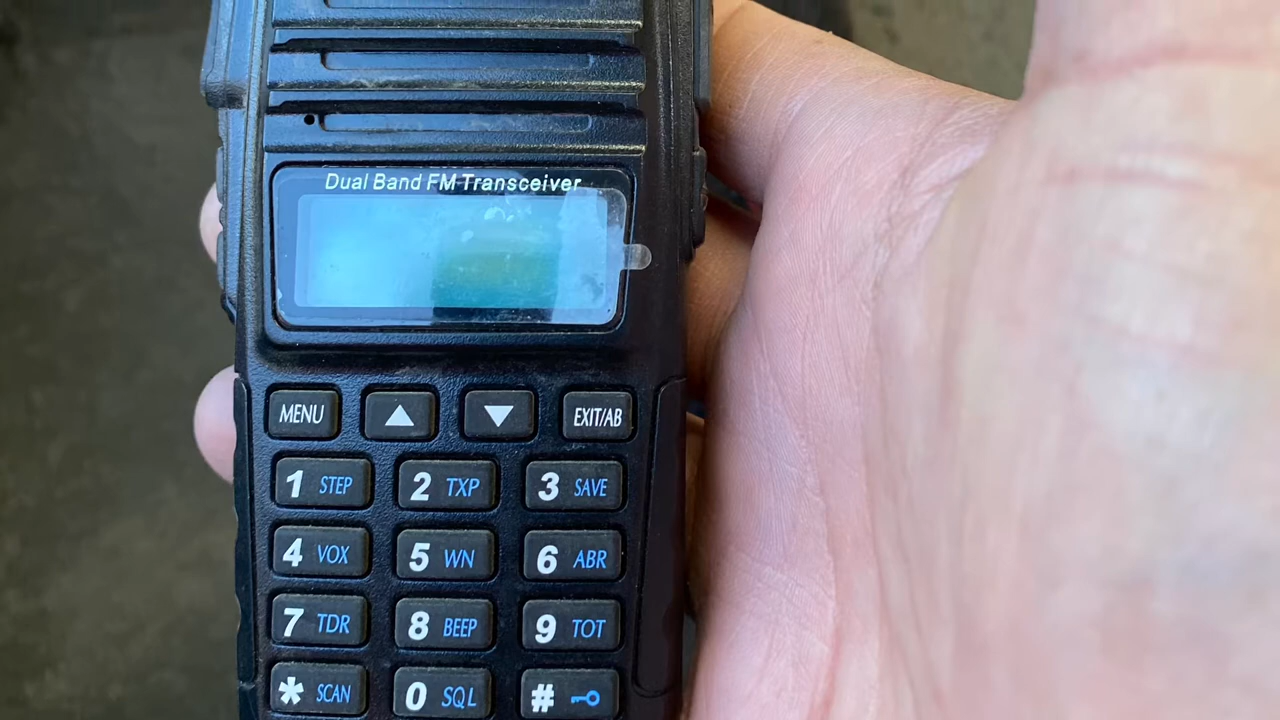 Dual Band FM Transceiver
MENU ▲ ▼ EXIT/AB
1 STEP 2 TXP 3 SAVE
4 VOX 5 WN 6 ABR
7 TDR 8 BEEP 9 TOT
* SCAN 0 SQL #